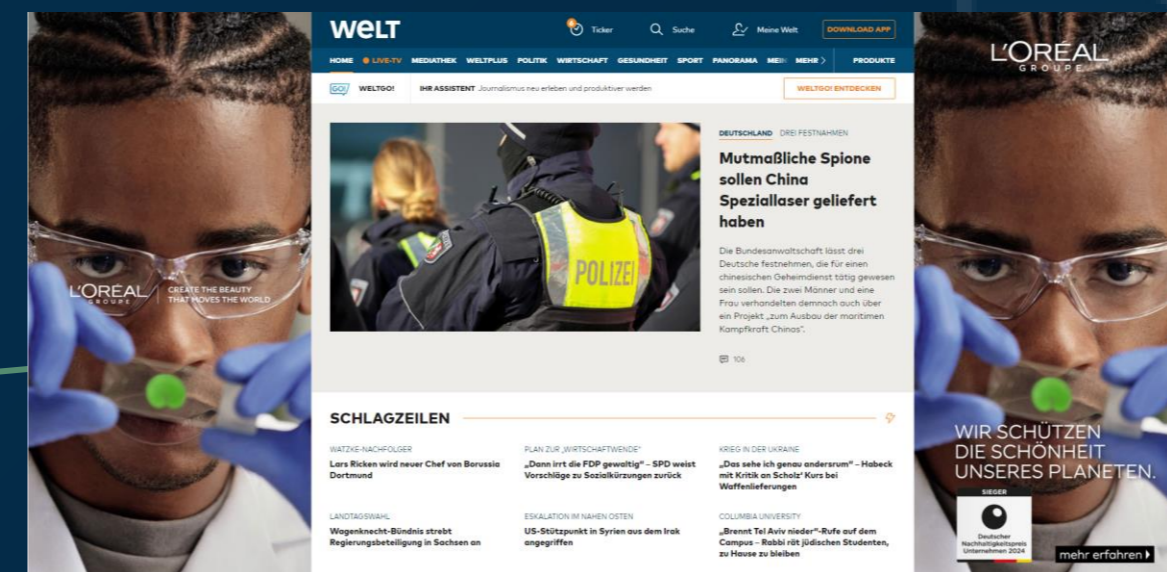 L'ORÉAL
GROUPE
CREATE THE BEAUTY
THAT MOVES THE WORLD
WELT
4
Ticker
Suche
Meine Welt
DOWNLOAD APP
HOME
LIVE-TV
MEDIATHEK
WELTPLUS
POLITIK
WIRTSCHAFT
GESUNDHEIT
SPORT
PANORAMA
MEHR
PRODUKTE
GO!
WELTGO!
IHR ASSISTENT Journalismus neu erleben und produktiver werden
WELTGO! ENTDECKEN
POLIZEI
DEUTSCHLAND DREI FESTNAHMEN
Mutmaßliche Spione
sollen China
Speziallaser geliefert
haben
Die Bundesanwaltschaft lässt drei
Deutsche festnehmen, die für einen
chinesischen Geheimdienst tätig gewesen
sein sollen. Die zwei Männer und eine
Frau verhandelten demnach auch über
ein Projekt „zum Ausbau der maritimen
Kampfkraft Chinas“.
106
SCHLAGZEILEN
WATZKE-NACHFOLGER
Lars Ricken wird neuer Chef von Borussia
Dortmund
PLAN ZUR „WIRTSCHAFTWENDE“
„Dann irrt die FDP gewaltig“ – SPD weist
Vorschläge zu Sozialkürzungen zurück
KRIEG IN DER UKRAINE
„Das sehe ich genau andersrum“ – Habeck
mit Kritik an Scholz’ Kurs bei
Waffenlieferungen
LANDTAGSWAHL
Wagenknecht-Bündnis strebt
Regierungsbeteiligung in Sachsen an
ESKALATION IM NAHEN OSTEN
US-Stützpunkt in Syrien aus dem Irak
angegriffen
COLUMBIA UNIVERSITY
„Brennt Tel Aviv nieder“-Rufe auf dem
Campus – Rabbi rät jüdischen Studenten,
zu Hause zu bleiben
L'ORÉAL
GROUPE
WIR SCHÜTZEN
DIE SCHÖNHEIT
UNSERES PLANETEN.
SIEGER
Deutscher
Nachhaltigkeitspreis
Unternehmen 2024
mehr erfahren